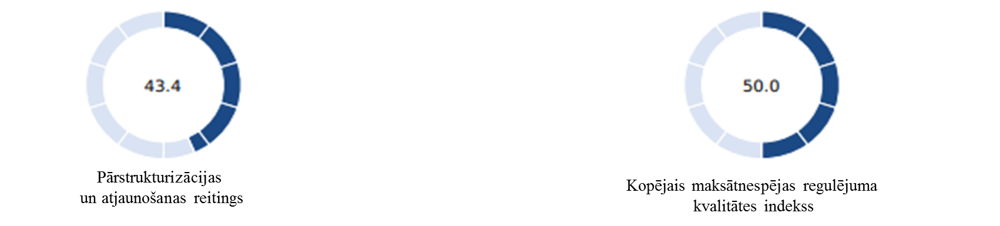 43.4
Pārstrukturizācijas
un atjaunošanas reitings
50.0
Kopējais maksātnespējas regulējuma
kvalitātes indekss